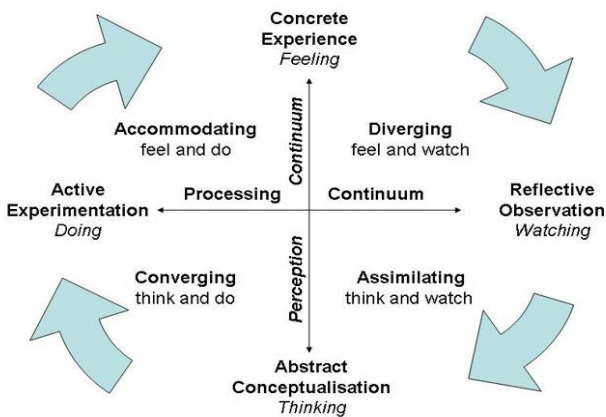 Concrete
Experience
Feeling
Accommodating
feel and do
Continuum
Diverging
feel and watch
Active
Experimentation
Doing
Processing
Continuum
Reflective
Observation
Watching
Converging
think and do
Perception
Assimilating
think and watch
Abstract
Conceptualisation
Thinking